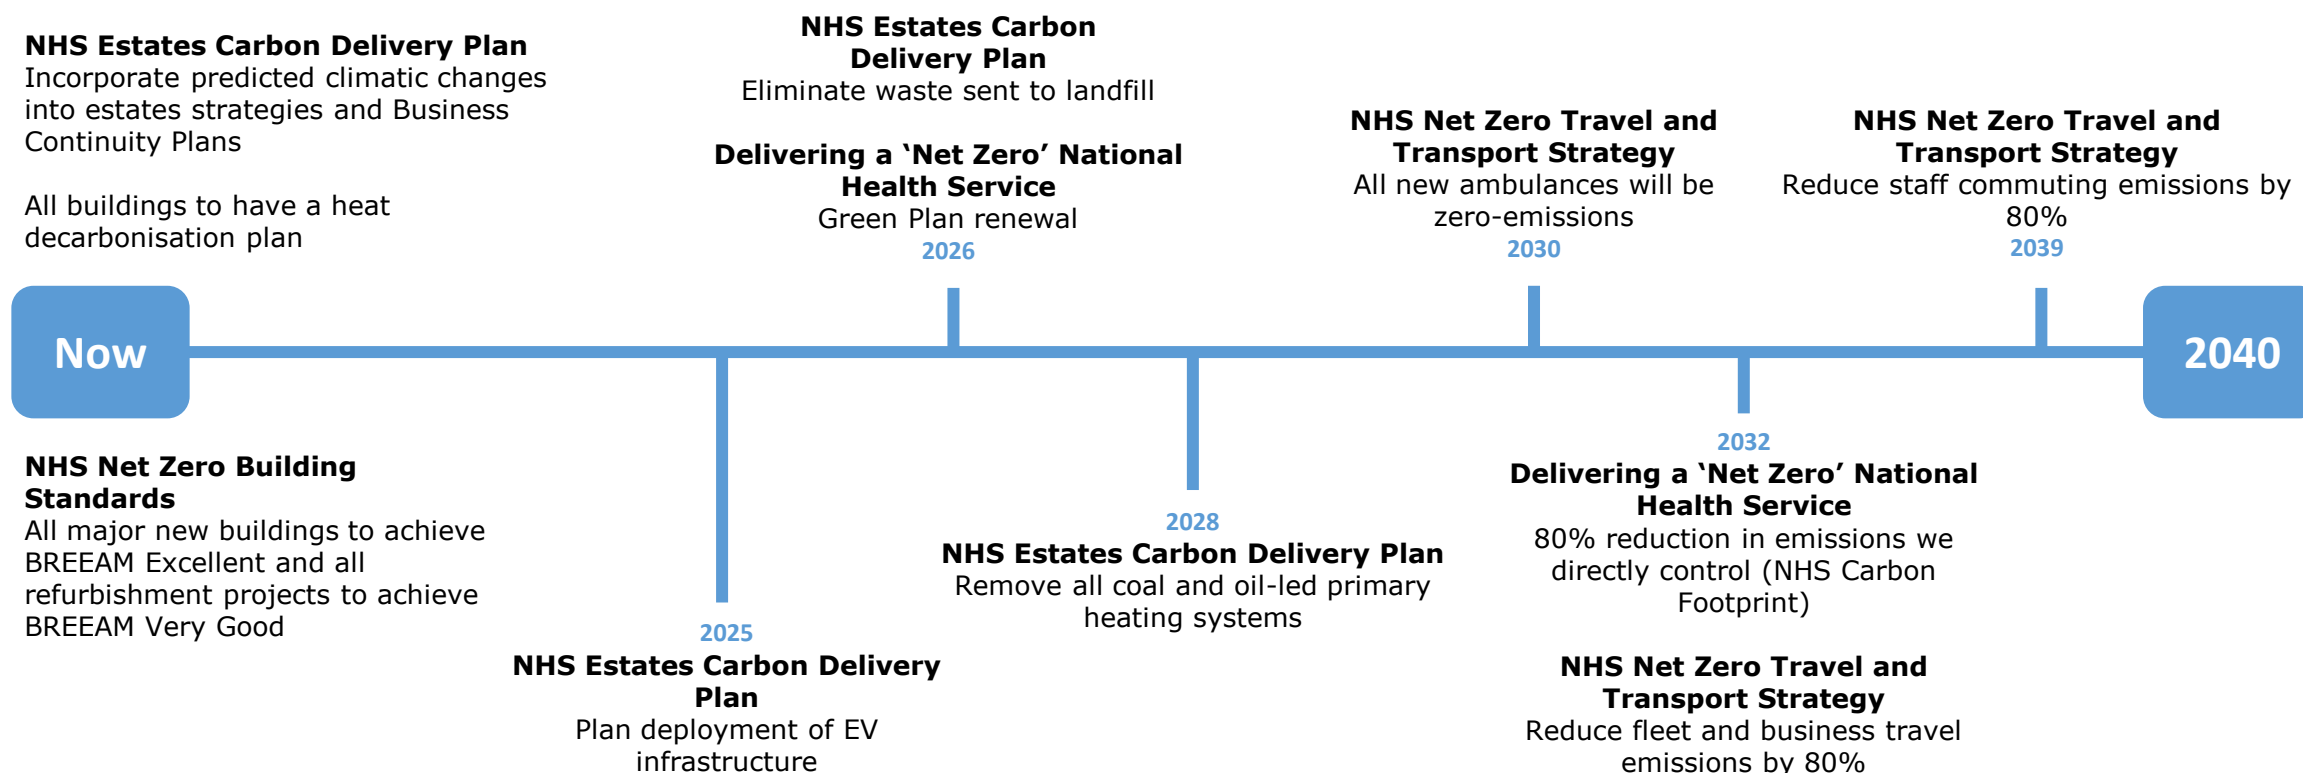 NHS Estates Carbon Delivery Plan
Incorporate predicted climatic changes
into estates strategies and Business
Continuity Plans
All buildings to have a heat
decarbonisation plan
NHS Estates Carbon
Delivery Plan
Eliminate waste sent to landfill
Delivering a ‘Net Zero’ National
Health Service
Green Plan renewal
2026
NHS Net Zero Travel and
Transport Strategy
All new ambulances will be
zero-emissions
2030
NHS Net Zero Travel and
Transport Strategy
Reduce staff commuting emissions by
80%
2039
Now
2040
NHS Net Zero Building
Standards
All major new buildings to achieve
BREEAM Excellent and all
refurbishment projects to achieve
BREEAM Very Good
2025
NHS Estates Carbon Delivery
Plan
Plan deployment of EV
infrastructure
2028
NHS Estates Carbon Delivery Plan
Remove all coal and oil-led primary
heating systems
2032
Delivering a ‘Net Zero’ National
Health Service
80% reduction in emissions we
directly control (NHS Carbon
Footprint)
NHS Net Zero Travel and
Transport Strategy
Reduce fleet and business travel
emissions by 80%